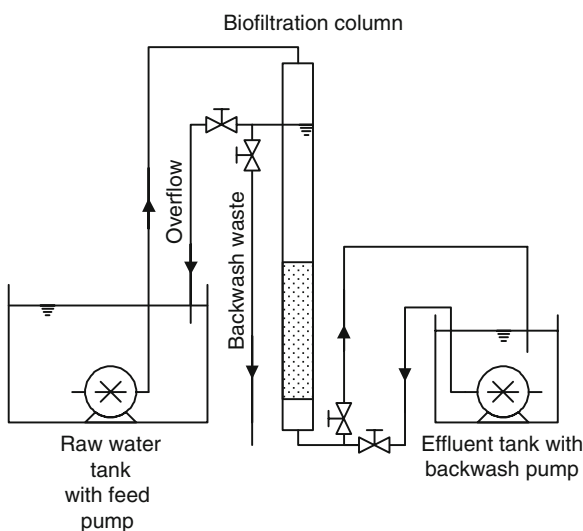 Biofiltration column
Overflow
Backwash waste
Raw water
tank
with feed
pump
Effluent tank with
backwash pump